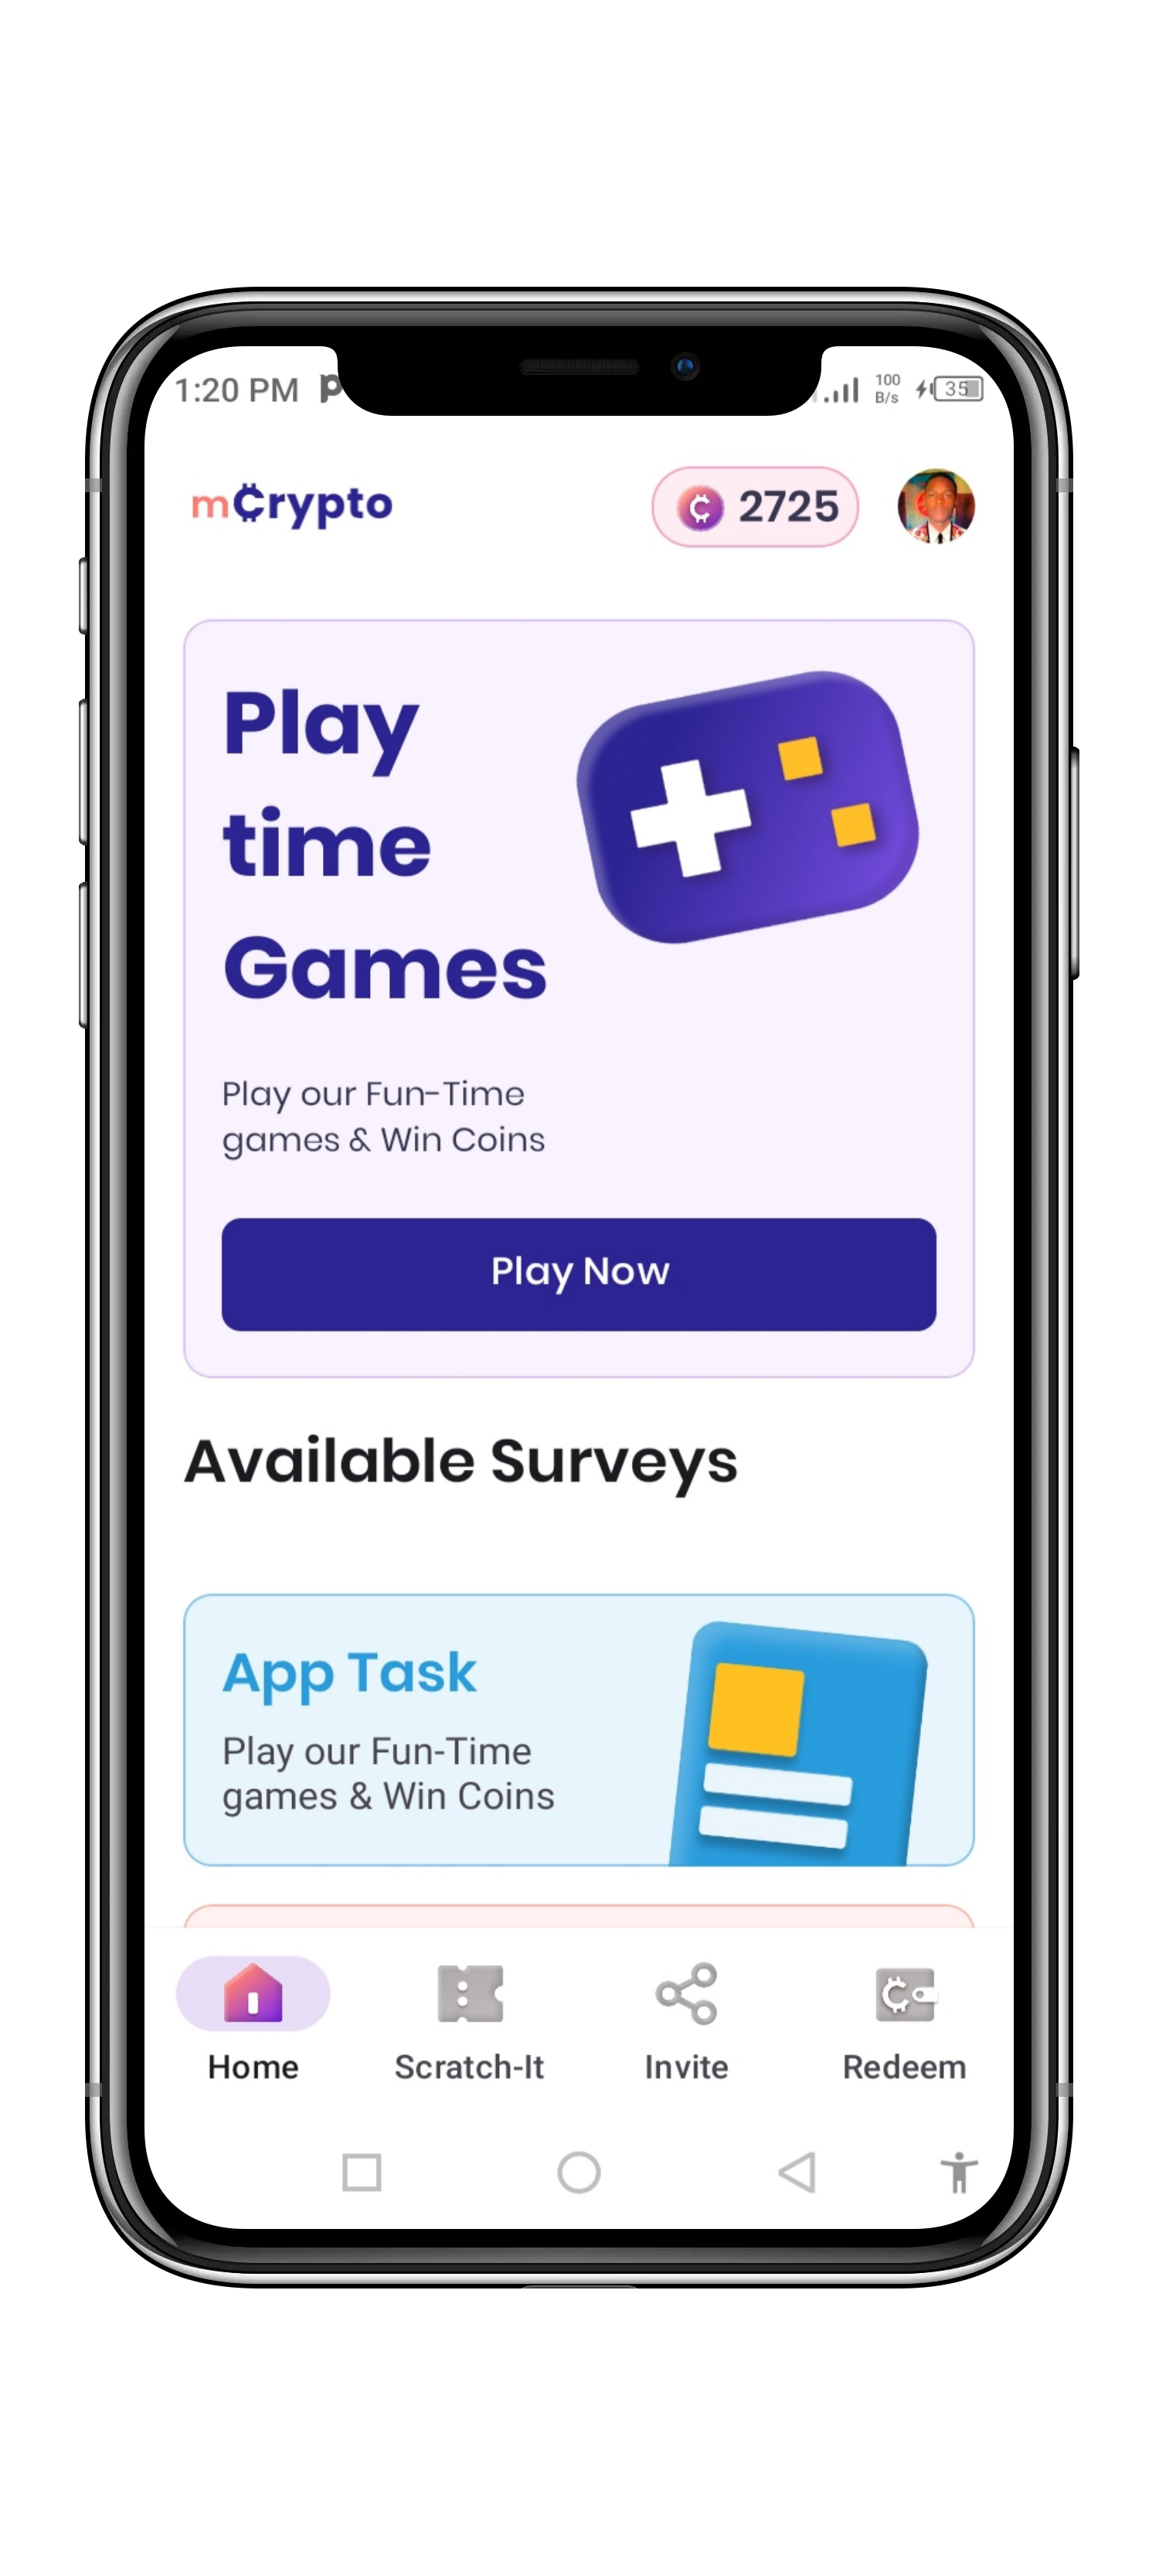 1:20 PM
100
B/s
35
mCrypto
2725
Play
time
Games
Play our Fun-Time
games & Win Coins
Play Now
Available Surveys
App Task
Play our Fun-Time
games & Win Coins
Home Scratch-It Invite Redeem